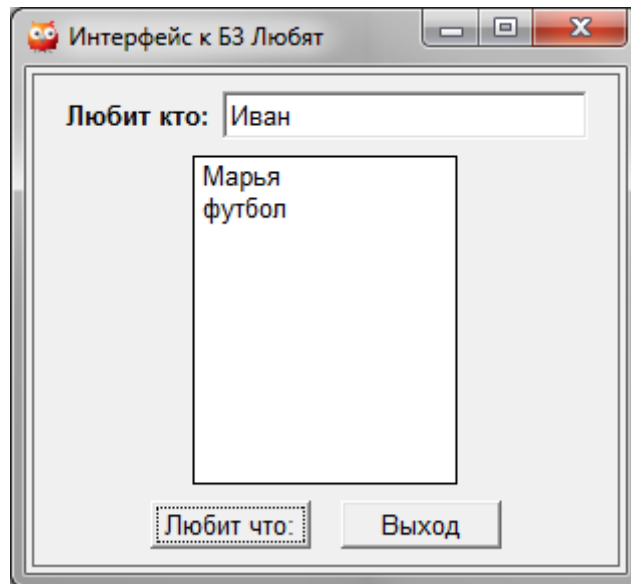 Интерфейс к БЗ Любят
Любит кто: Иван
Марья
футбол
Любит что: Выход